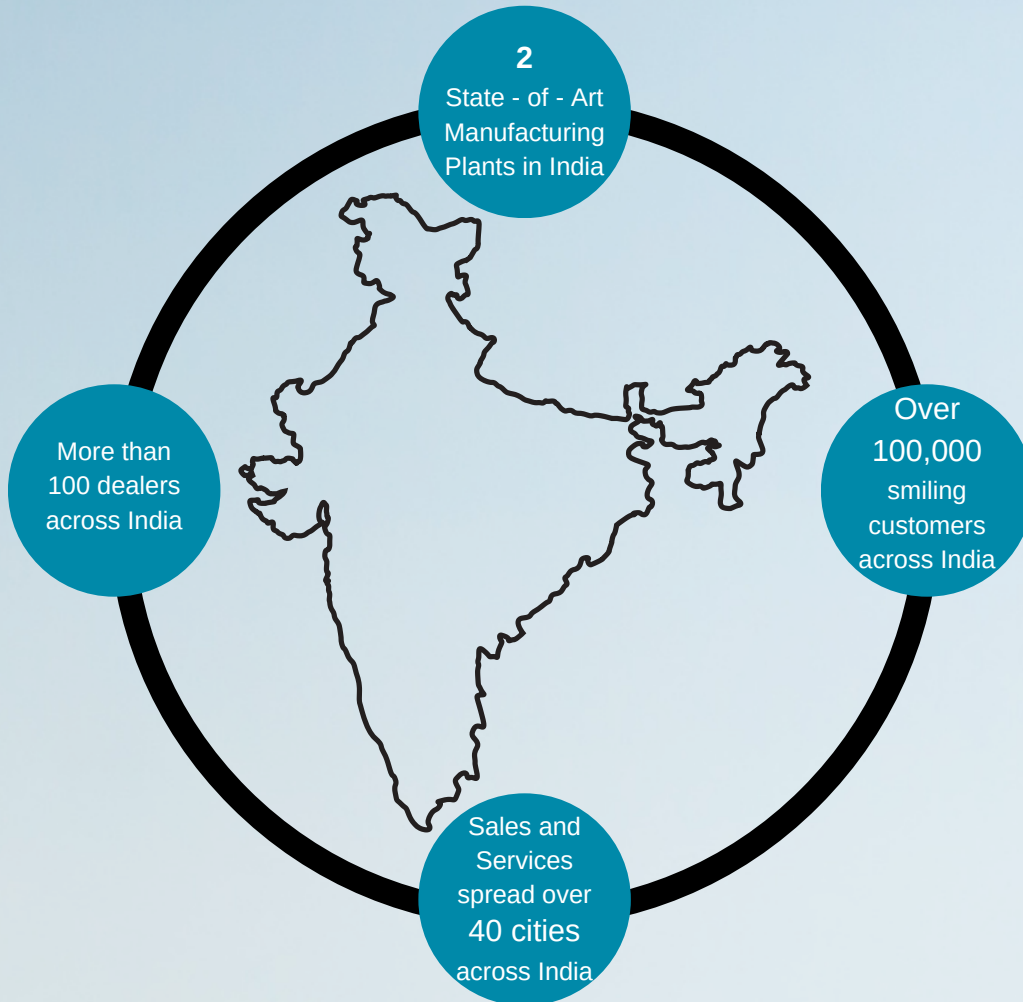 2
State - of - Art
Manufacturing
Plants in India
More than
100 dealers
across India
Over
100,000
smiling
customers
across India
Sales and
Services
spread over
40 cities
across India